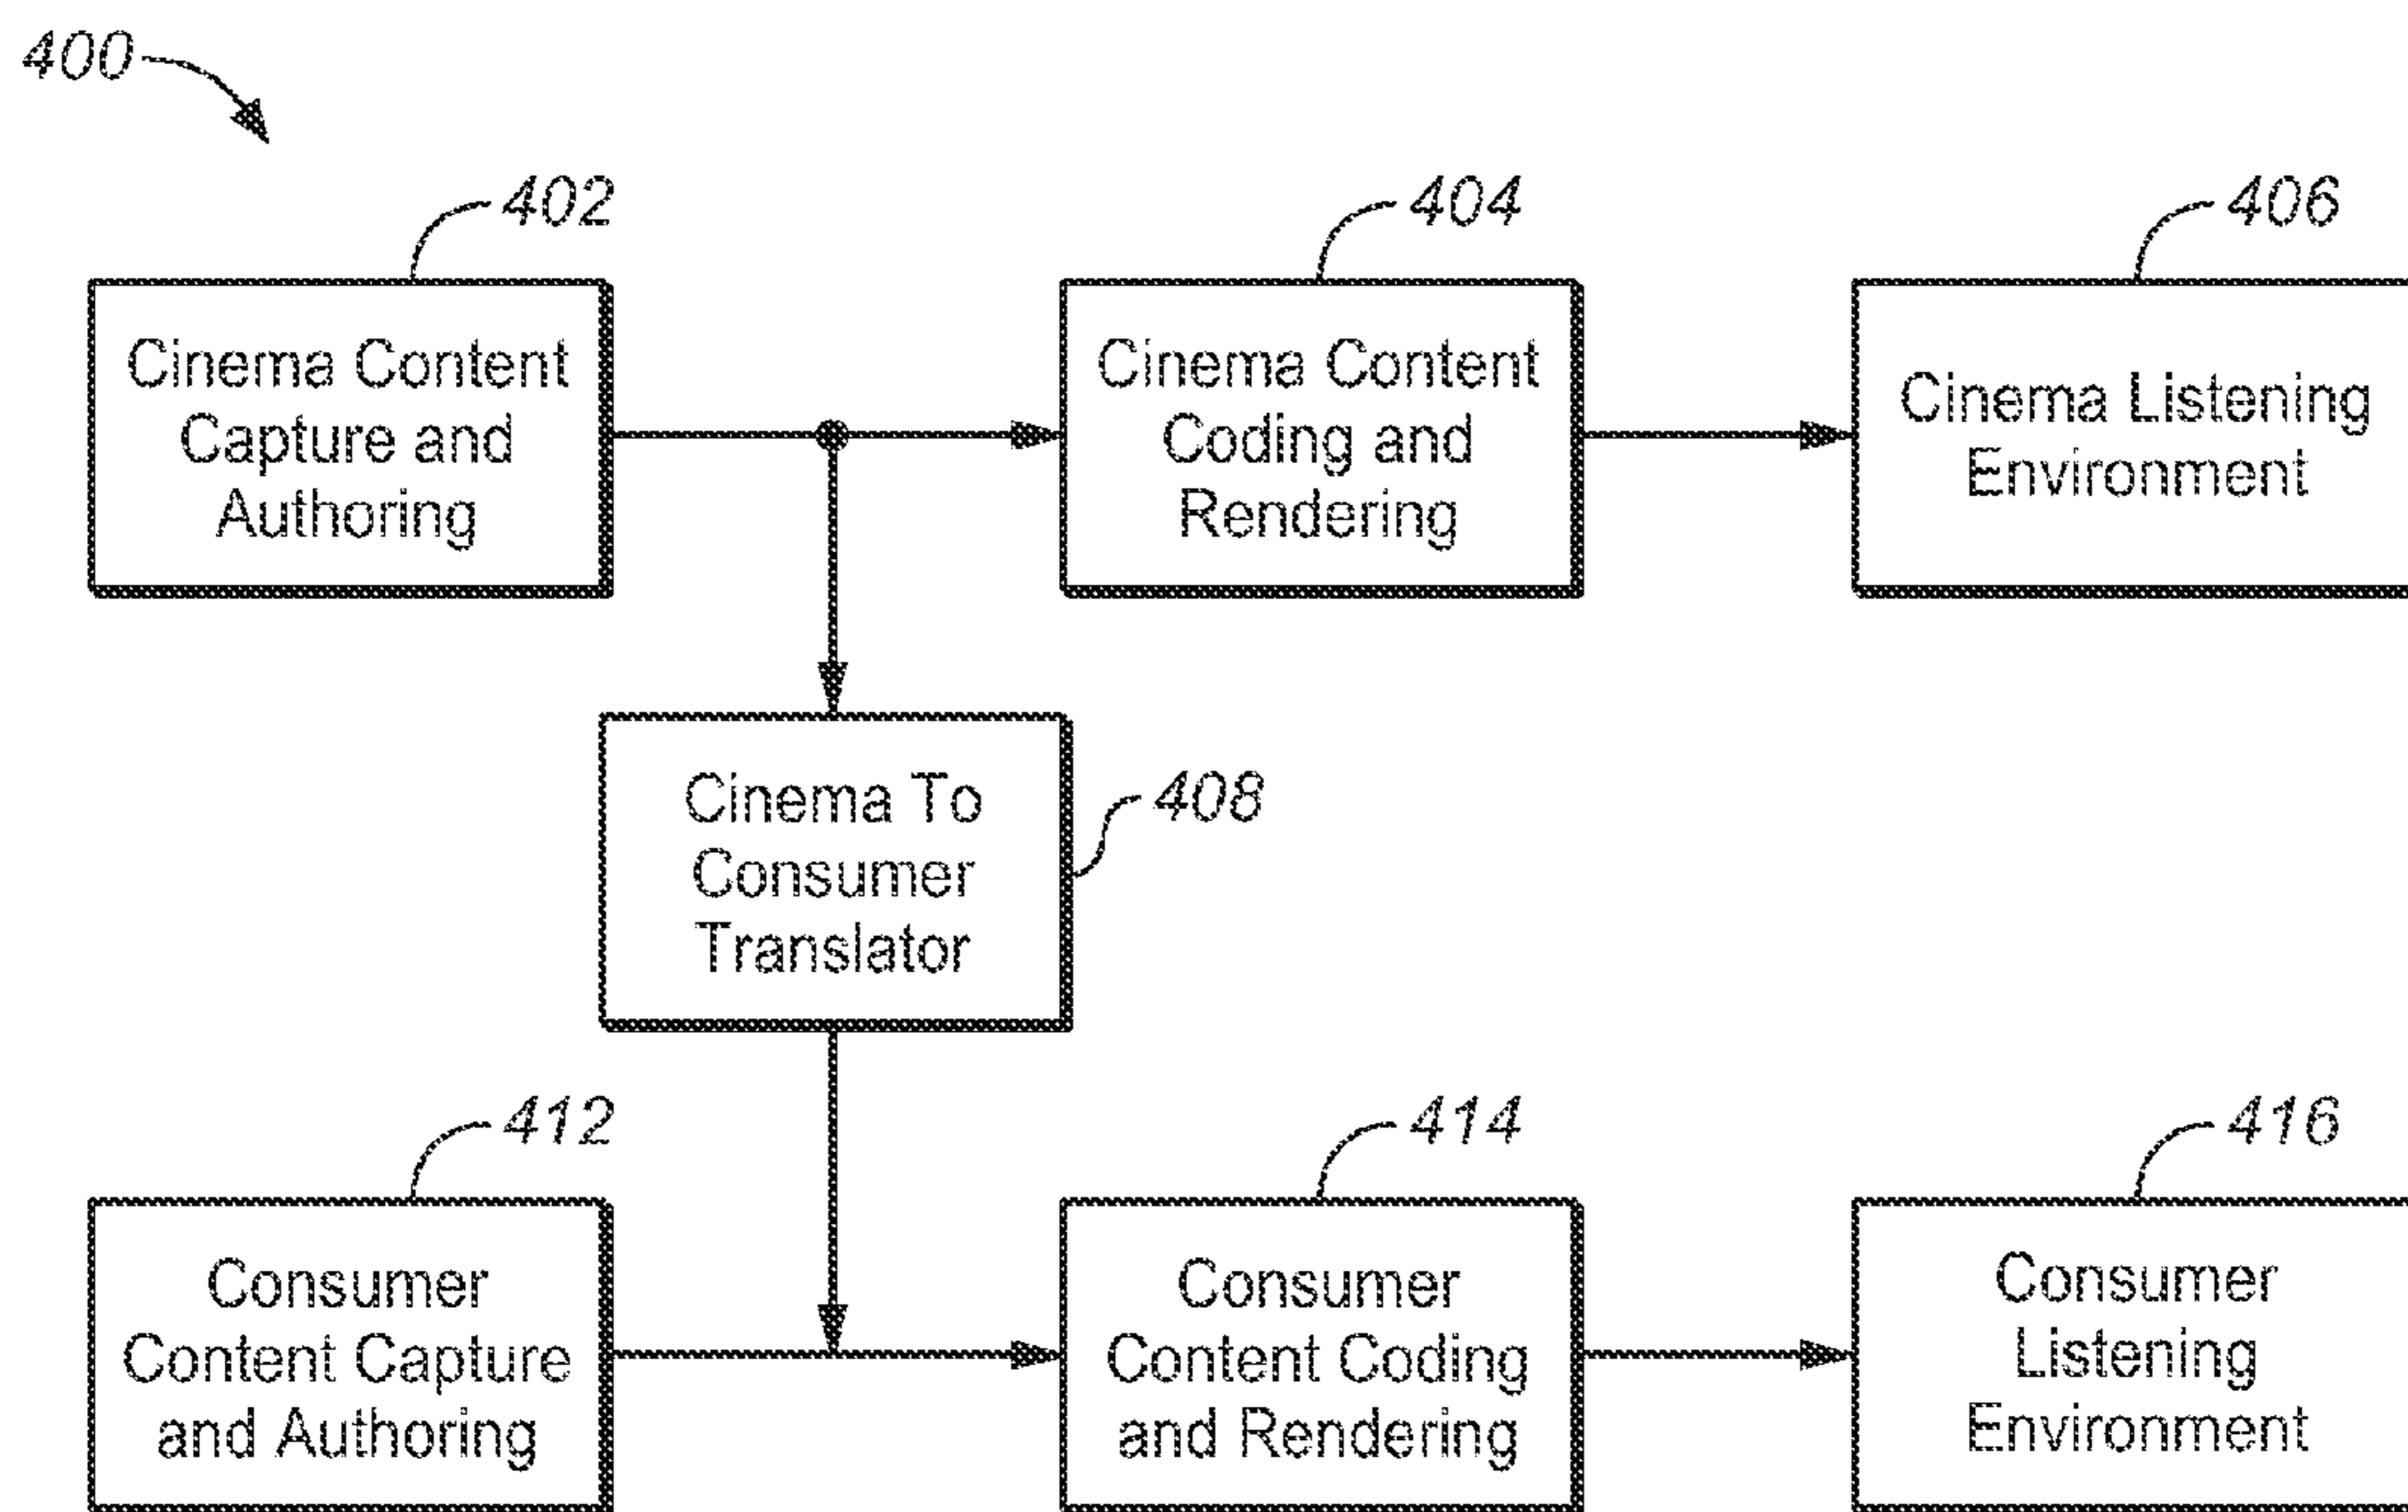 400
402
404
406
Cinema Content
Capture and
Authoring
Cinema Content
Coding and
Rendering
Cinema Listening
Environment
Cinema To
Consumer
Translator
408
412
414
416
Consumer
Content Capture
and Authoring
Consumer
Content Coding
and Rendering
Consumer
Listening
Environment